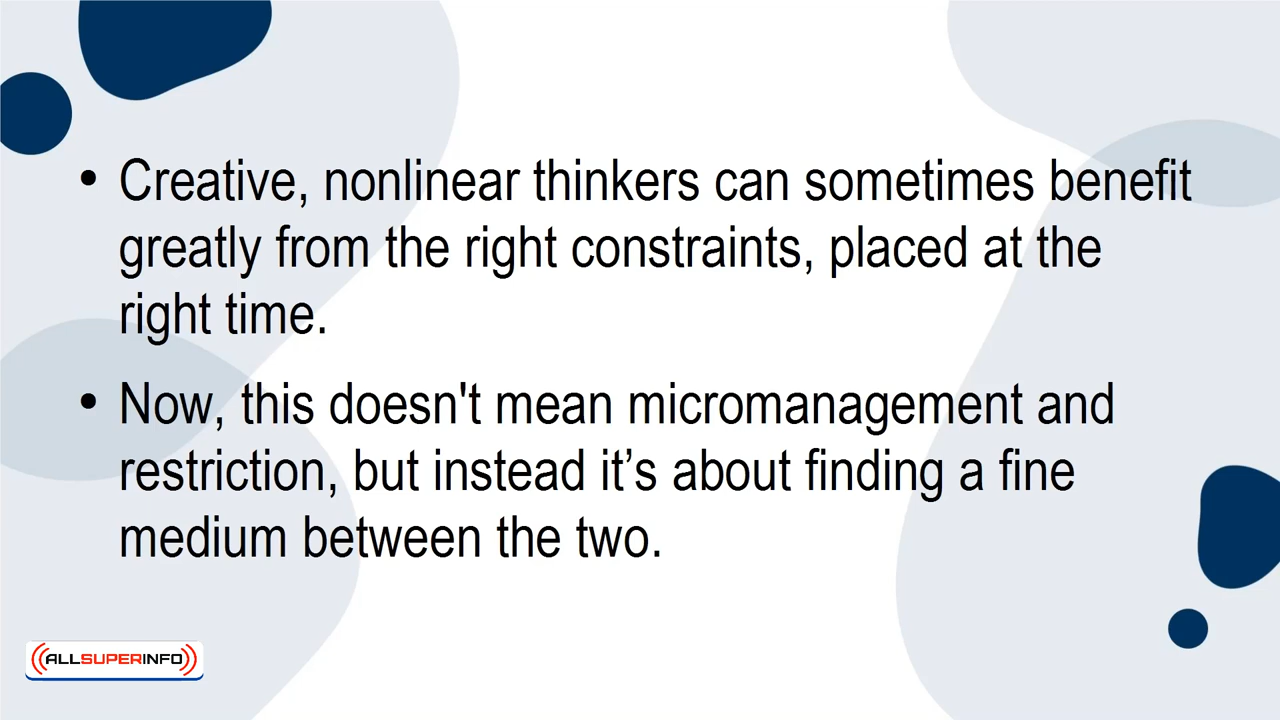 • Creative, nonlinear thinkers can sometimes benefit
greatly from the right constraints, placed at the
right time.
• Now, this doesn't mean micromanagement and
restriction, but instead it’s about finding a fine
medium between the two.
ALLSUPERINFO